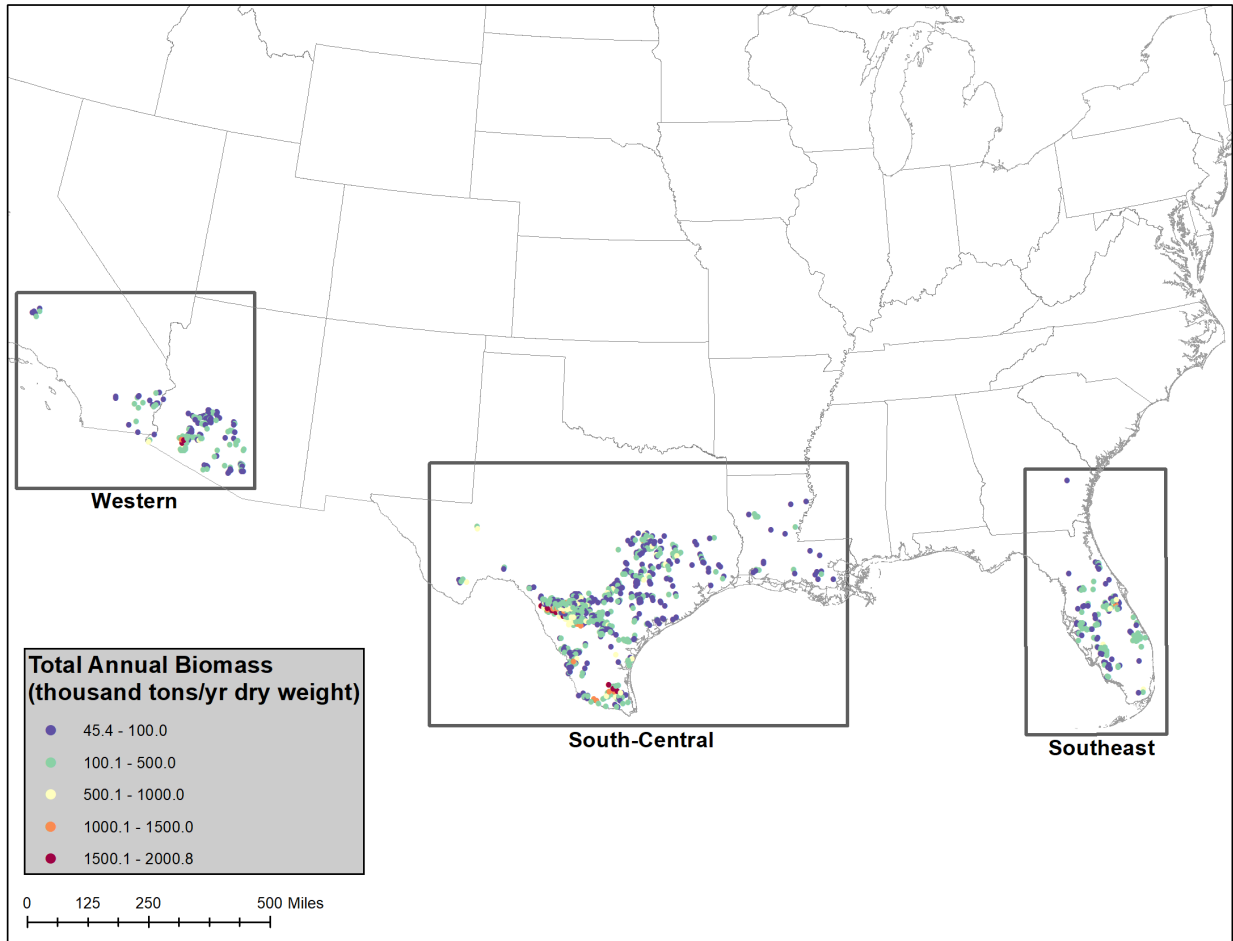 Western
South-Central
Southeast
Total Annual Biomass
(thousand tons/yr dry weight)
45.4 - 100.0
100.1 - 500.0
500.1 - 1000.0
1000.1 - 1500.0
1500.1 - 2000.8
0 125 250 500 Miles